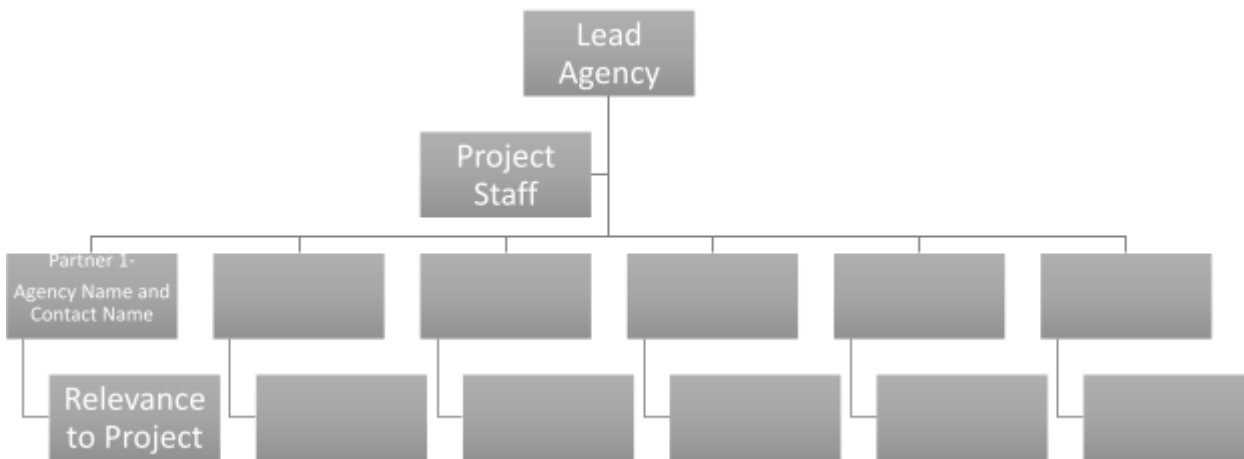 Lead
Agency
Project
Staff
Partner 1-
Agency Name and
Contact Name
Relevance
to Project